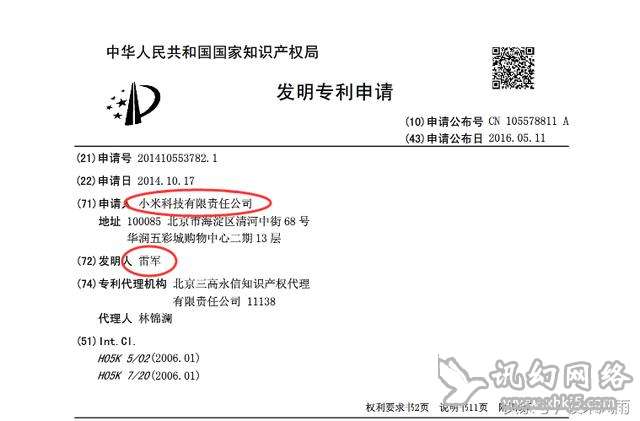 中华人民共和国国家知识产权局
发明专利申请
(10)申请公布号 CN 105578811 A
(43)申请公布日 2016.05.11
(21)申请号 201410553782.1
(22)申请日 2014.10.17
(71)申请人 小米科技有限责任公司
地址 100085 北京市海淀区清河中街 68 号
华润五彩城购物中心二期 13 层
(72)发明人 雷军
(74)专利代理机构 北京三高永信知识产权代理
有限责任公司 11138
代理人 林锦澜
(51)Int.Cl.
H05K 5/02(2006.01)
H05K 7/20(2006.01)
权利要求书2页 说明书11页
讯幻网络